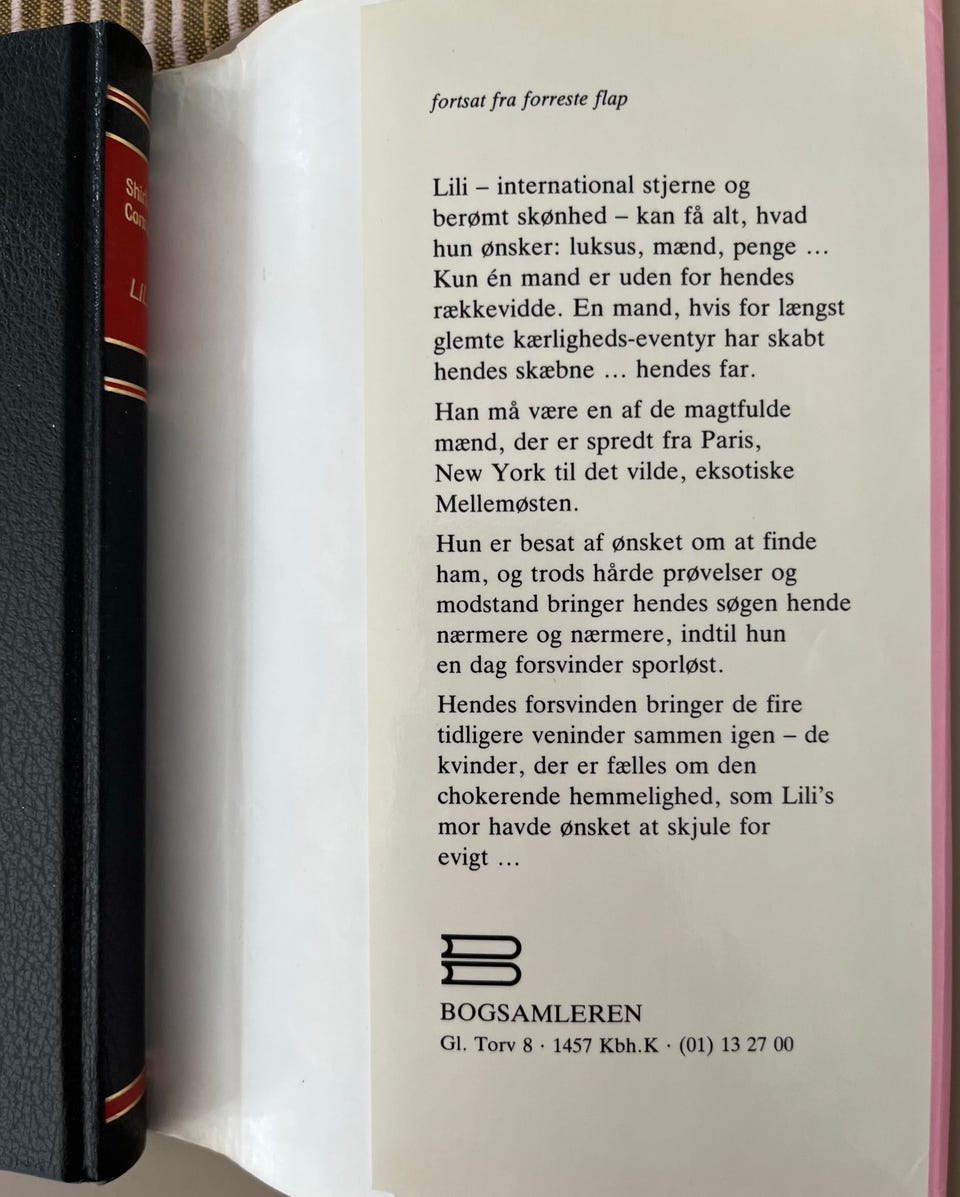 fortsat fra forreste flap
Lili – international stjerne og
berømt skønhed – kan få alt, hvad
hun ønsker: luksus, mænd, penge ...
Kun én mand er uden for hendes
rækkevidde. En mand, hvis for længst
glemte kærligheds-eventyr har skabt
hendes skæbne ... hendes far.
Han må være en af de magtfulde
mænd, der er spredt fra Paris,
New York til det vilde, eksotiske
Mellemøsten.
Hun er besat af ønsket om at finde
ham, og trods hårde prøvelser og
modstand bringer hendes søgen hende
nærmere og nærmere, indtil hun
en dag forsvinder sporløst.
Hendes forsvinden bringer de fire
tidligere veninder sammen igen – de
kvinder, der er fælles om den
chokerende hemmelighed, som Lili's
mor havde ønsket at skjule for
evigt ...
BOGSAMLEREN
Gl. Torv 8 · 1457 Kbh.K · (01) 13 27 00